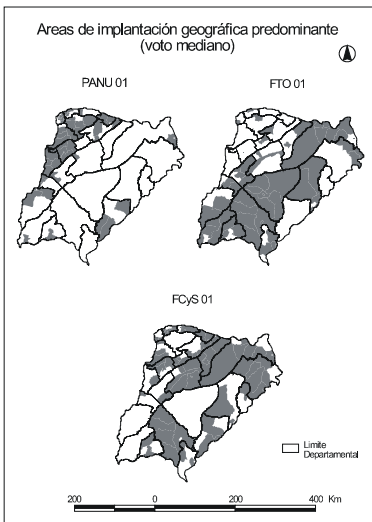 Areas de implantación geográfica predominante
(voto mediano)
PANU 01
FTO 01
FCyS 01
Limite
Departamental
200 0 200 400 Km